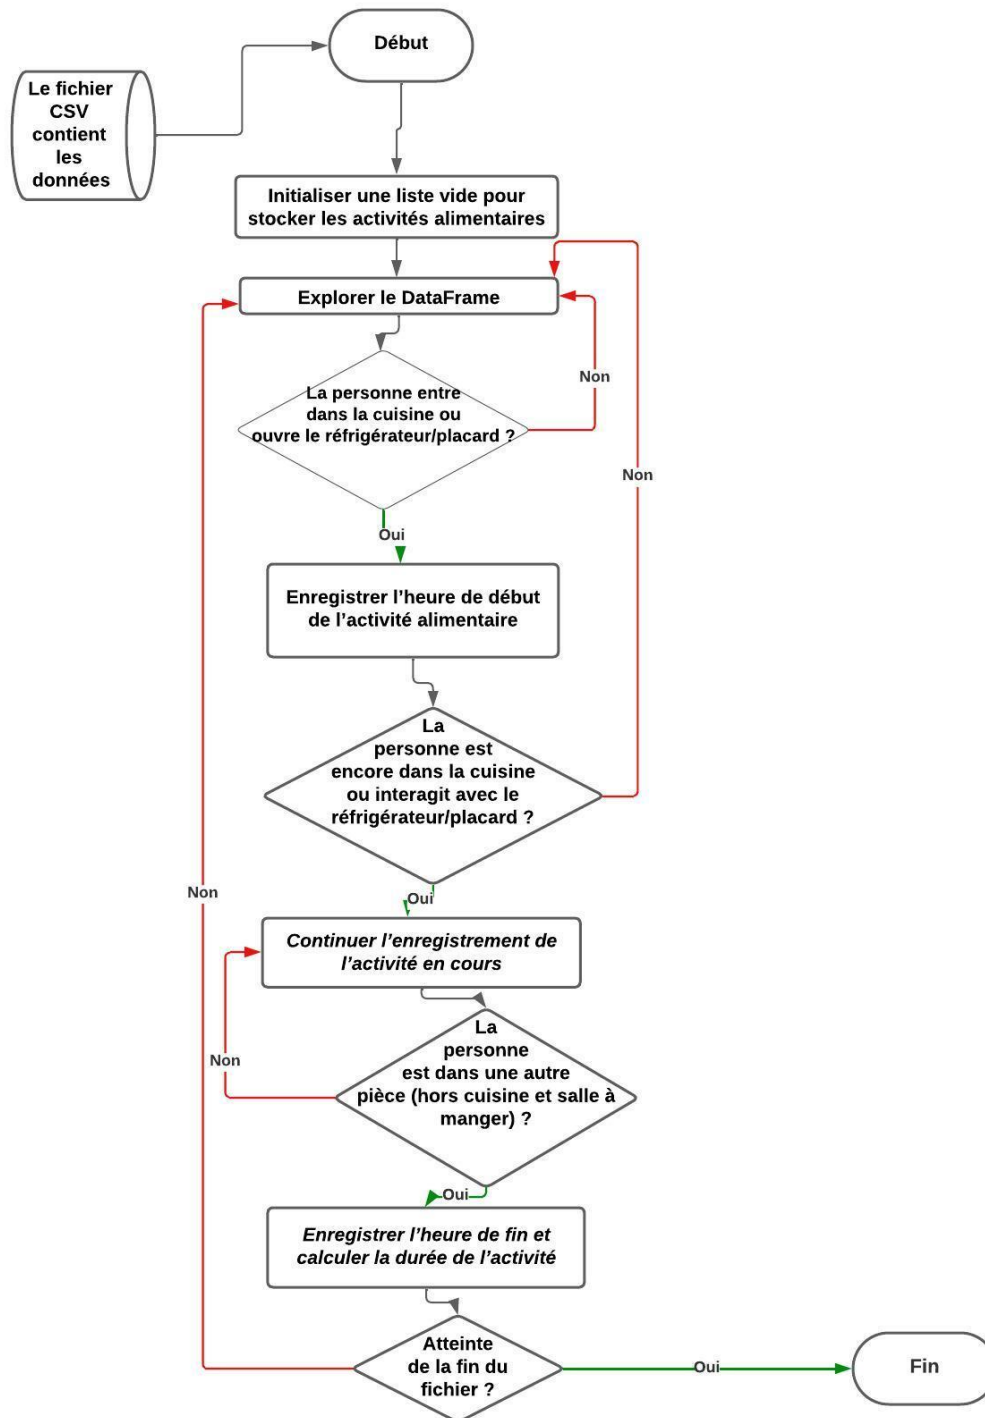 Début
Le fichier
CSV
contient
les
données
Initialiser une liste vide pour
stocker les activités alimentaires
Explorer le DataFrame
Non
La personne entre
dans la cuisine ou
ouvre le réfrigérateur/placard ?
Non
Oui
Enregistrer l’heure de début
de l’activité alimentaire
La
personne est
encore dans la cuisine
ou interagit avec le
réfrigérateur/placard ?
Non
Oui
Continuer l’enregistrement de
l’activité en cours
La
personne
est dans une autre
pièce (hors cuisine et salle à
manger) ?
Non
Oui
Enregistrer l’heure de fin et
calculer la durée de l’activité
Atteinte
de la fin du
fichier ?
Oui
Fin